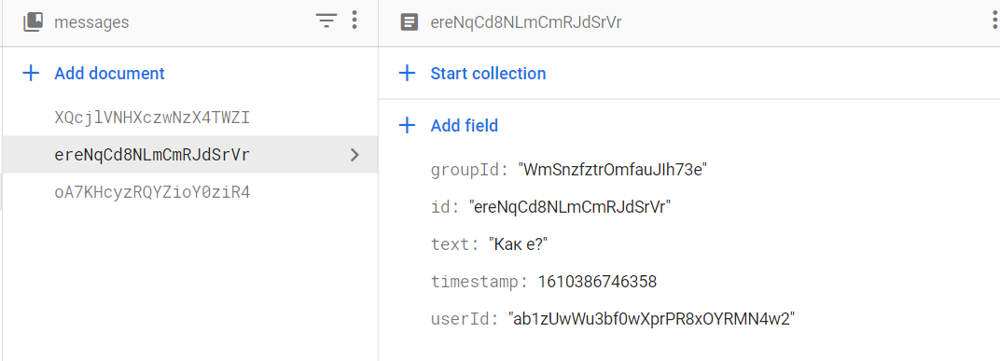 messages
Add document
XQcjlVNHXczwNzX4TWZI
ereNqCd8NLmCmRJdSrVr
oA7KHcyzRQYZioY0ziR4
ereNqCd8NLmCmRJdSrVr
Start collection
Add field
groupId: "WmSnzfztrOmfauJIh73e"
id: "ereNqCd8NLmCmRJdSrVr"
text: "Как е?"
timestamp: 1610386746358
userId: "ab1zUwWu3bf0wXprPR8xOYRMN4w2"